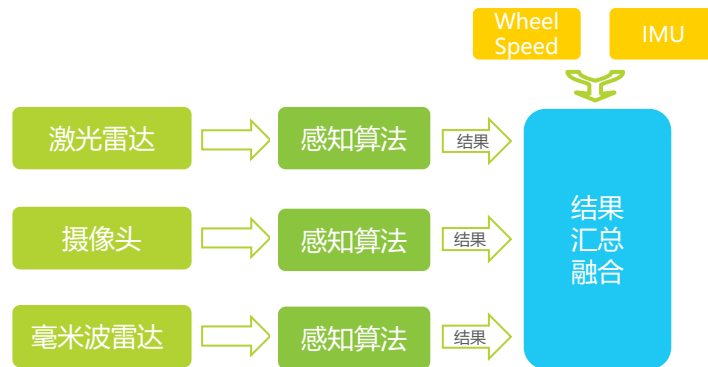 Wheel
Speed
IMU
激光雷达
感知算法
结果
摄像头
感知算法
结果
结果
汇总
融合
毫米波雷达
感知算法
结果